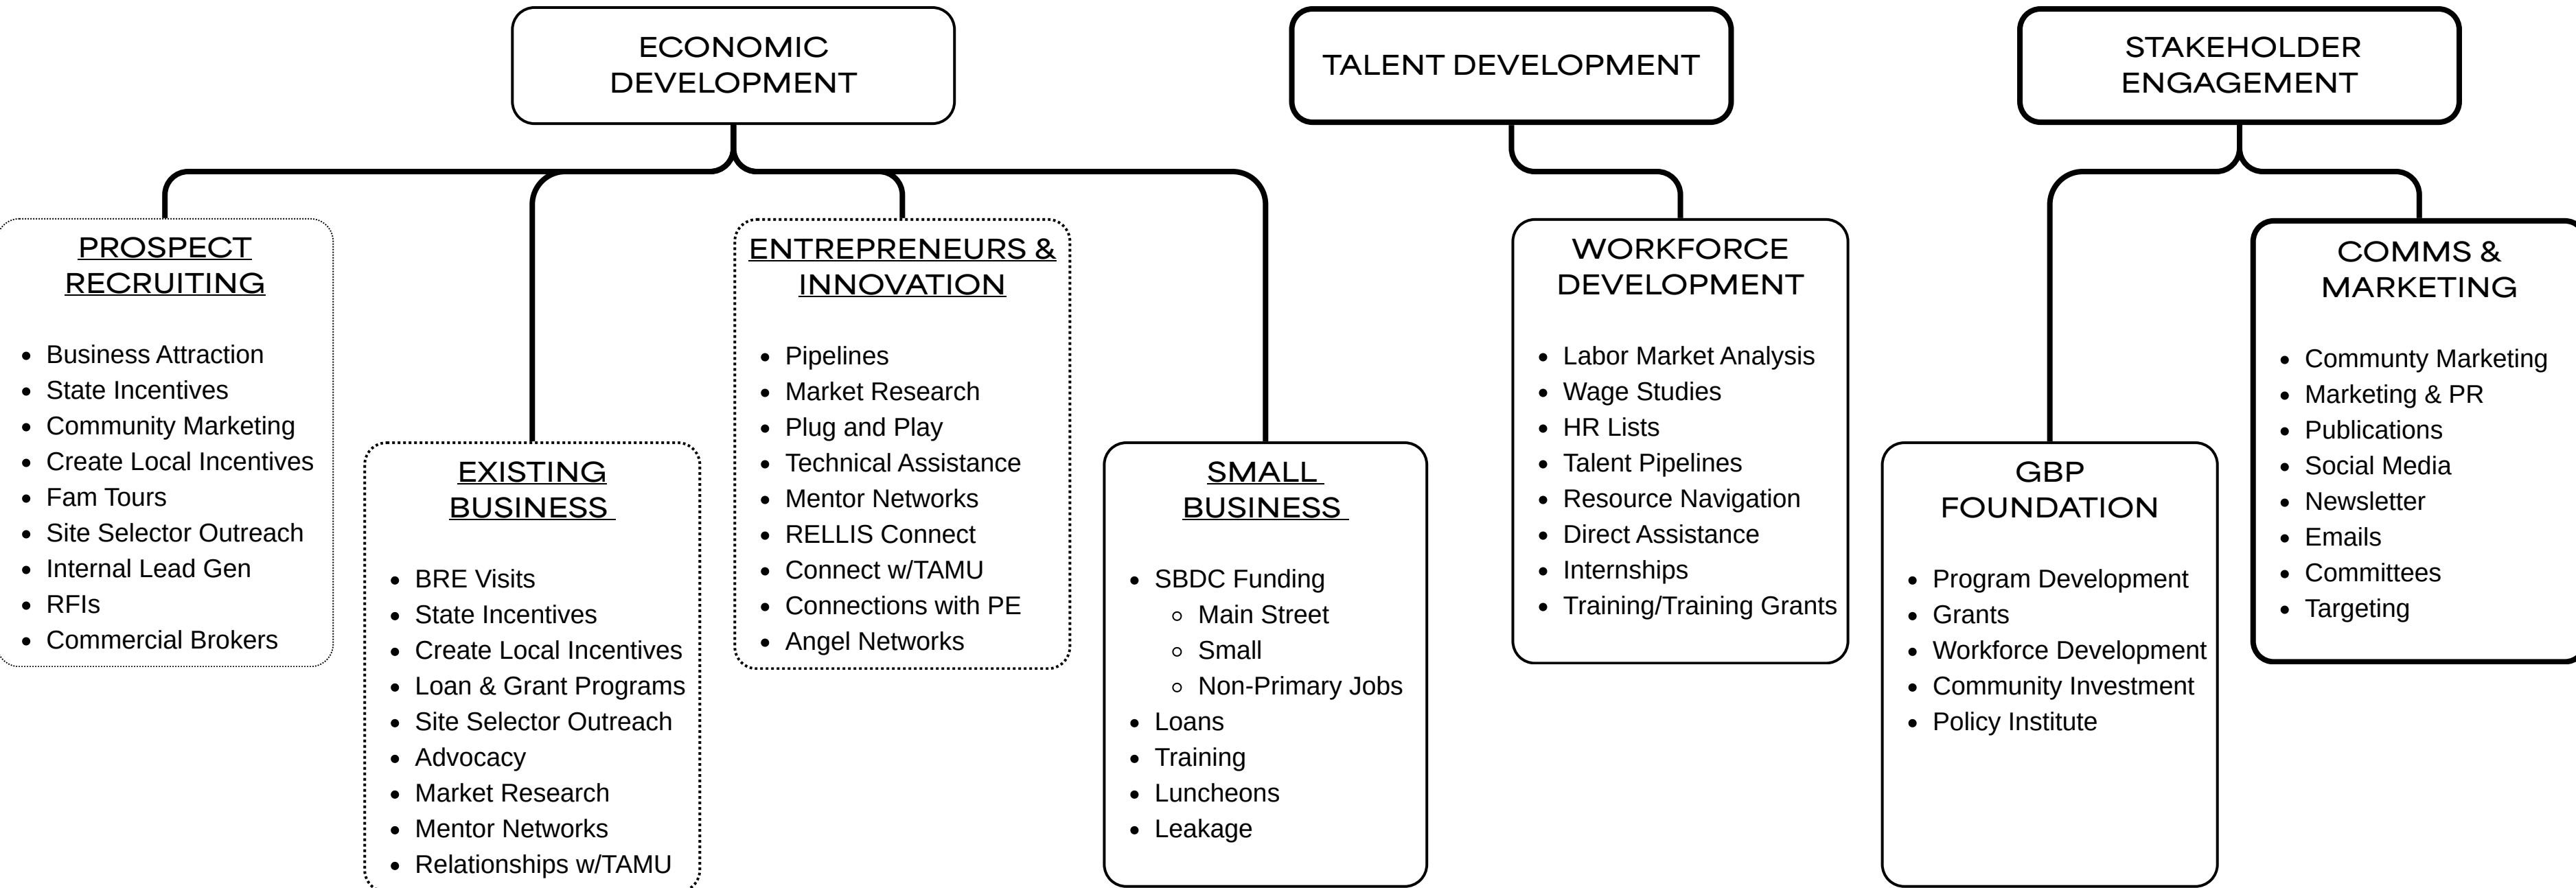 ECONOMIC
DEVELOPMENT
TALENT DEVELOPMENT
STAKEHOLDER
ENGAGEMENT
PROSPECT
RECRUITING
• Business Attraction
• State Incentives
• Community Marketing
• Create Local Incentives
• Fam Tours
• Site Selector Outreach
• Internal Lead Gen
• RFIs
• Commercial Brokers
EXISTING
BUSINESS
• BRE Visits
• State Incentives
• Create Local Incentives
• Loan & Grant Programs
• Site Selector Outreach
• Advocacy
• Market Research
• Mentor Networks
• Relationships w/TAMU
ENTREPRENEURS &
INNOVATION
• Pipelines
• Market Research
• Plug and Play
• Technical Assistance
• Mentor Networks
• RELLIS Connect
• Connect w/TAMU
• Connections with PE
• Angel Networks
SMALL
BUSINESS
• SBDC Funding
◦ Main Street
◦ Small
◦ Non-Primary Jobs
• Loans
• Training
• Luncheons
• Leakage
WORKFORCE
DEVELOPMENT
• Labor Market Analysis
• Wage Studies
• HR Lists
• Talent Pipelines
• Resource Navigation
• Direct Assistance
• Internships
• Training/Training Grants
GBP
FOUNDATION
• Program Development
• Grants
• Workforce Development
• Community Investment
• Policy Institute
COMMS &
MARKETING
• Communty Marketing
• Marketing & PR
• Publications
• Social Media
• Newsletter
• Emails
• Committees
• Targeting